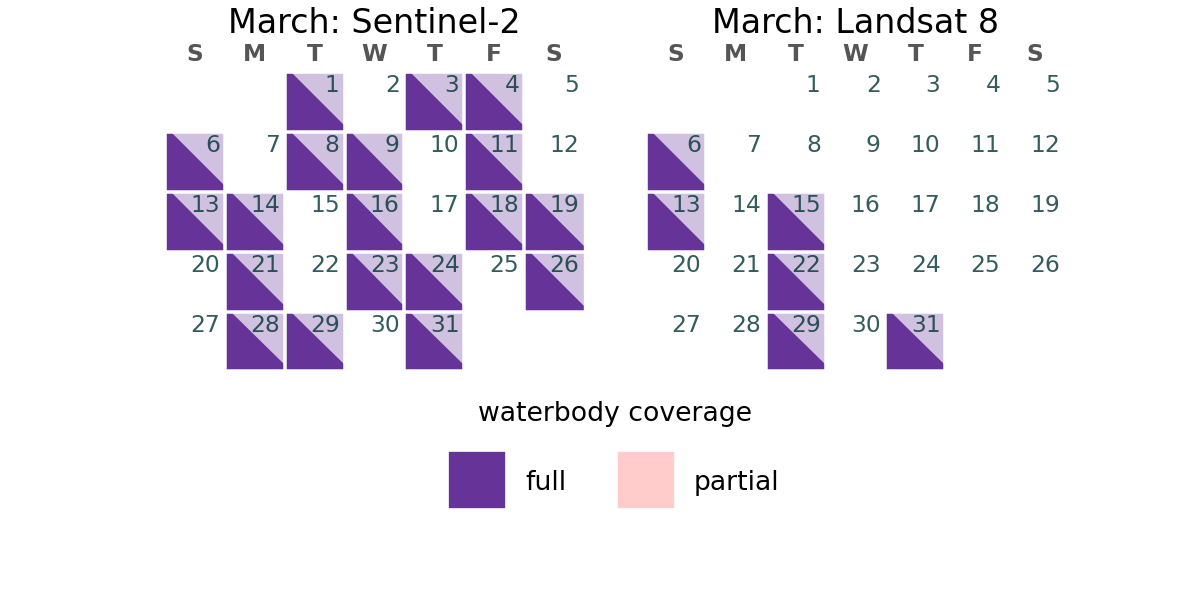 March: Sentinel-2
S M T W T F S
1 2 3 4 5
6 7 8 9 10 11 12
13 14 15 16 17 18 19
20 21 22 23 24 25 26
27 28 29 30 31
March: Landsat 8
S M T W T F S
1 2 3 4 5
6 7 8 9 10 11 12
13 14 15 16 17 18 19
20 21 22 23 24 25 26
27 28 29 30 31
waterbody coverage
full partial